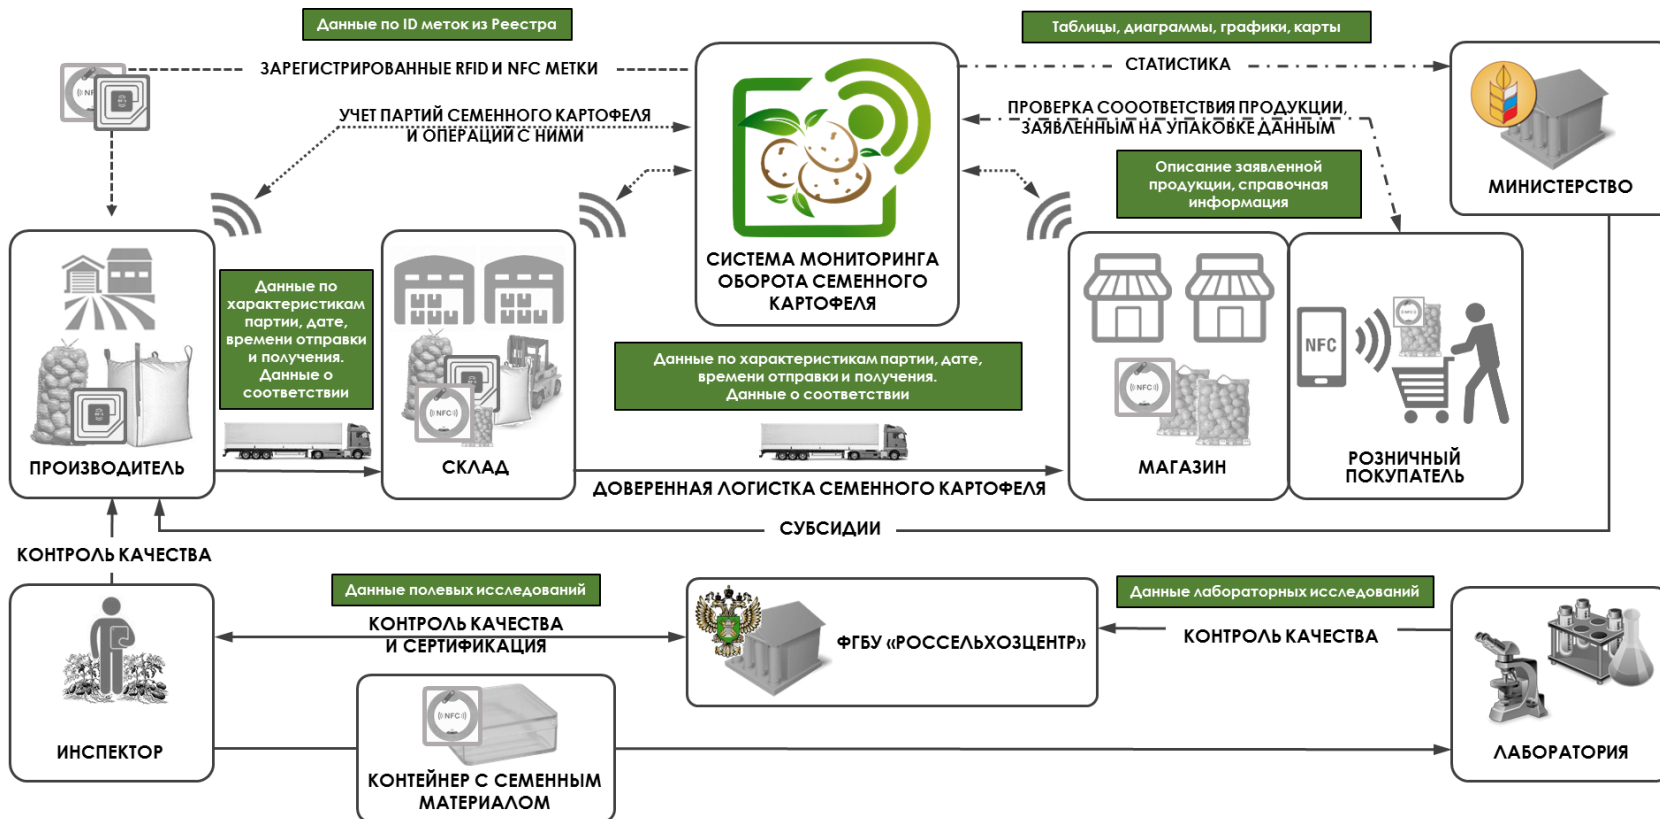 Данные по ID меток из Реестра
Таблицы, диаграммы, графики, карты
ЗАРЕГИСТРИРОВАННЫЕ RFID И NFC МЕТКИ
СТАТИСТИКА
УЧЕТ ПАРТИЙ СЕМЕННОГО КАРТОФЕЛЯ
И ОПЕРАЦИЙ С НИМИ
ПРОВЕРКА СОООТВЕТСТВИЯ ПРОДУКЦИИ,
ЗАЯВЛЕННЫМ НА УПАКОВКЕ ДАННЫМ
Описание заявленной
продукции, справочная
информация
МИНИСТЕРСТВО
СИСТЕМА МОНИТОРИНГА
ОБОРОТА СЕМЕННОГО
КАРТОФЕЛЯ
Данные по
характеристикам
партии, дате,
времени отправки
и получения.
Данные о
соответствии
Данные по характеристикам партии, дате,
времени отправки и получения.
Данные о соответствии
NFC
NFC
NFC
ПРОИЗВОДИТЕЛЬ
СКЛАД
МАГАЗИН
РОЗНИЧНЫЙ
ПОКУПАТЕЛЬ
ДОВЕРЕННАЯ ЛОГИСТКА СЕМЕННОГО КАРТОФЕЛЯ
СУБСИДИИ
КОНТРОЛЬ КАЧЕСТВА
Данные полевых исследований
Данные лабораторных исследований
КОНТРОЛЬ КАЧЕСТВА
И СЕРТИФИКАЦИЯ
ФГБУ «РОССЕЛЬХОЗЦЕНТР»
КОНТРОЛЬ КАЧЕСТВА
NFC
ИНСПЕКТОР
КОНТЕЙНЕР С СЕМЕННЫМ
МАТЕРИАЛОМ
ЛАБОРАТОРИЯ